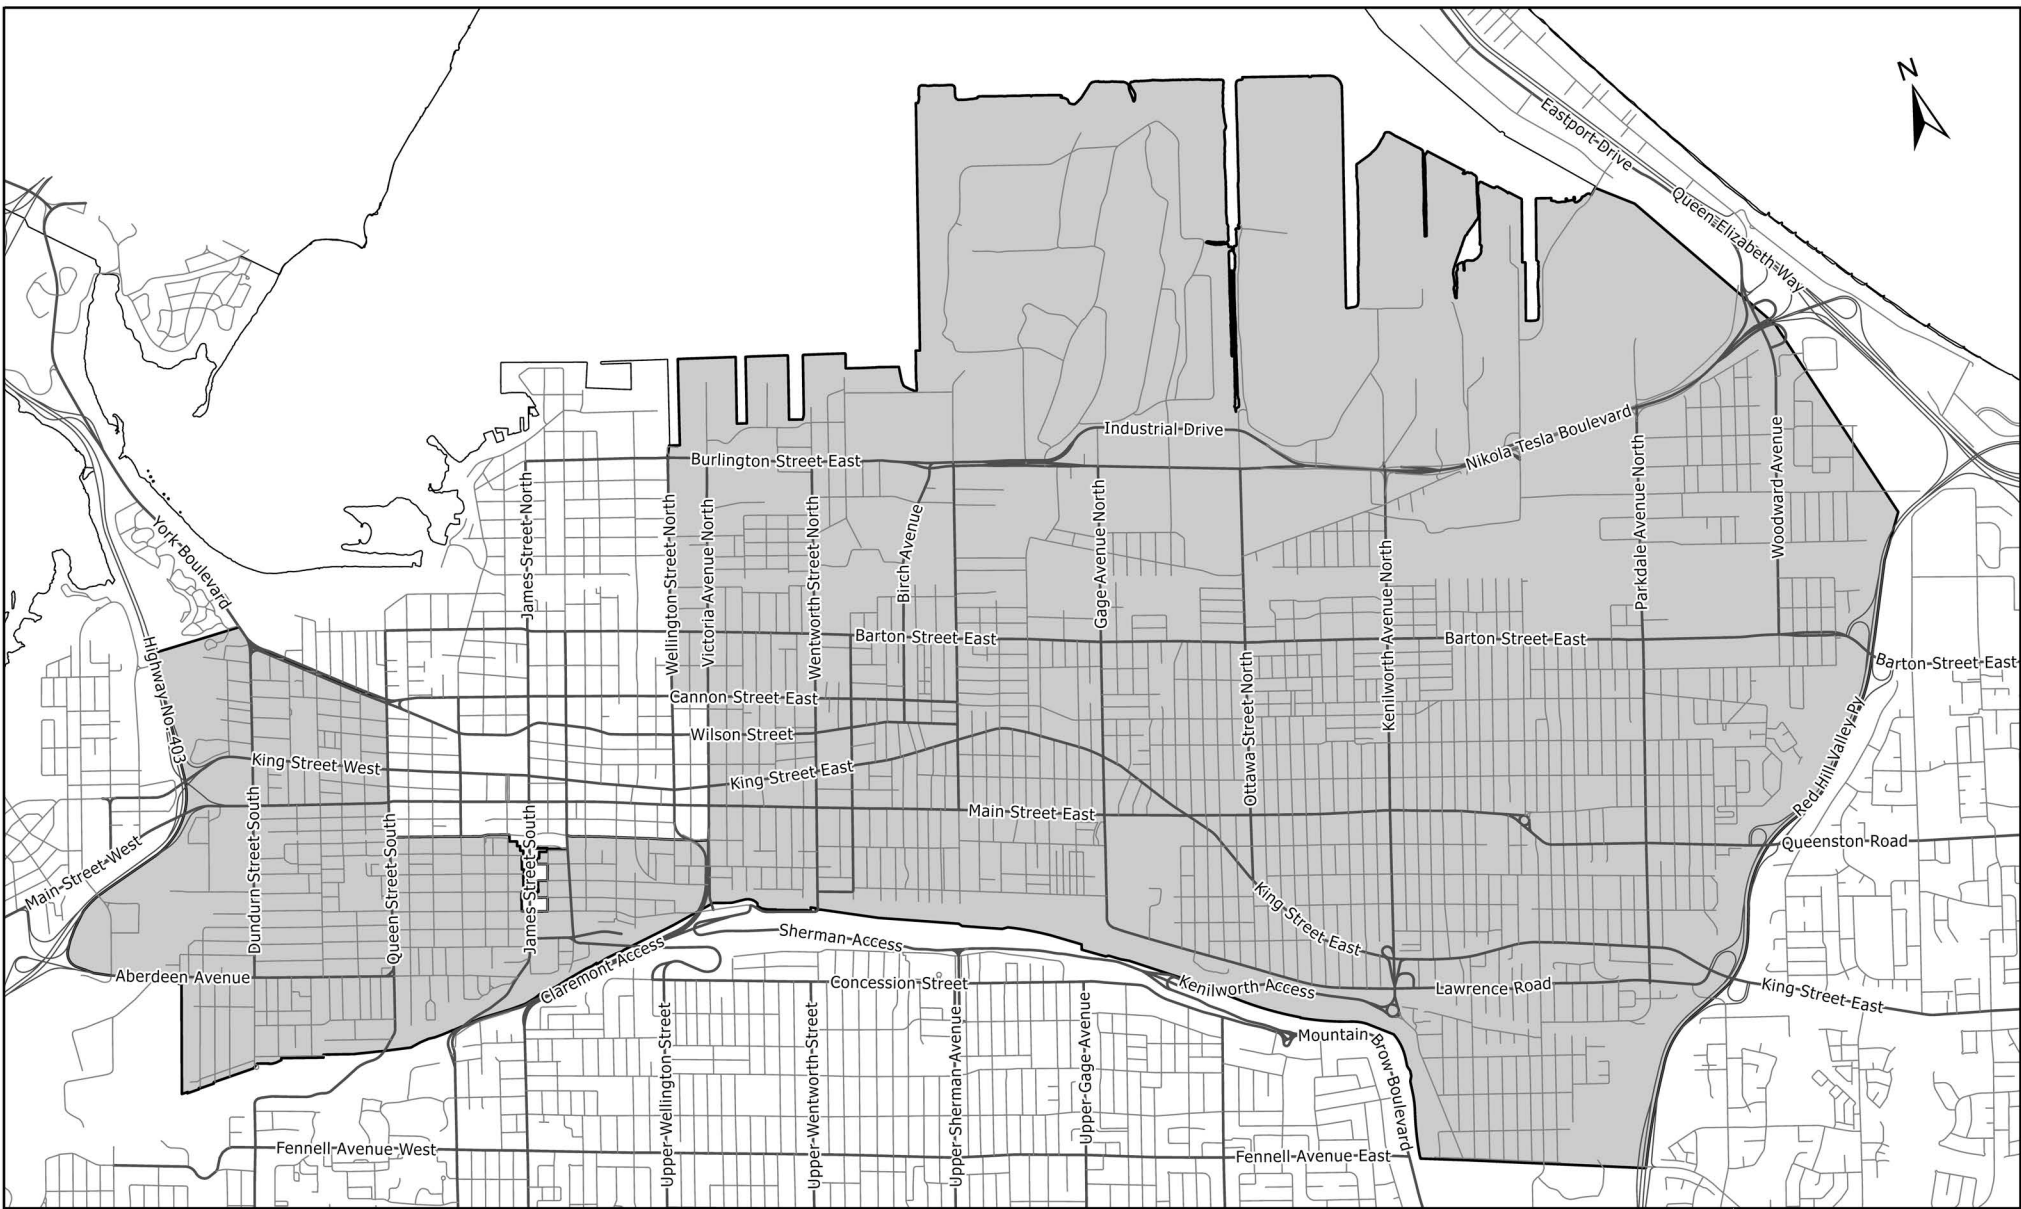 N
Eastport Drive
Queen Elizabeth Way
Industrial Drive
Nikola Tesla Boulevard
Burlington Street East
James Street North
Wellington Street North
Victoria Avenue North
Wentworth Street North
Birch Avenue
Gage Avenue North
Kenilworth Avenue North
Parkdale Avenue North
Woodward Avenue
York Boulevard
Highway No. 403
Barton Street East
Barton Street East
Barton Street East
Cannon Street East
Wilson Street
King Street West
King Street East
Ottawa Street North
Red Hill Valley Py
Main Street East
Queenston Road
Main Street West
Dundurn Street South
Queen Street South
James Street South
King Street East
Sherman Access
Claremont Access
Aberdeen Avenue
Concession Street
Kenilworth Access
Lawrence Road
King Street East
Mountain Brow Boulevard
Upper Wellington Street
Upper Wentworth Street
Upper Sherman Avenue
Upper Gage Avenue
Fennell Avenue West
Fennell Avenue East